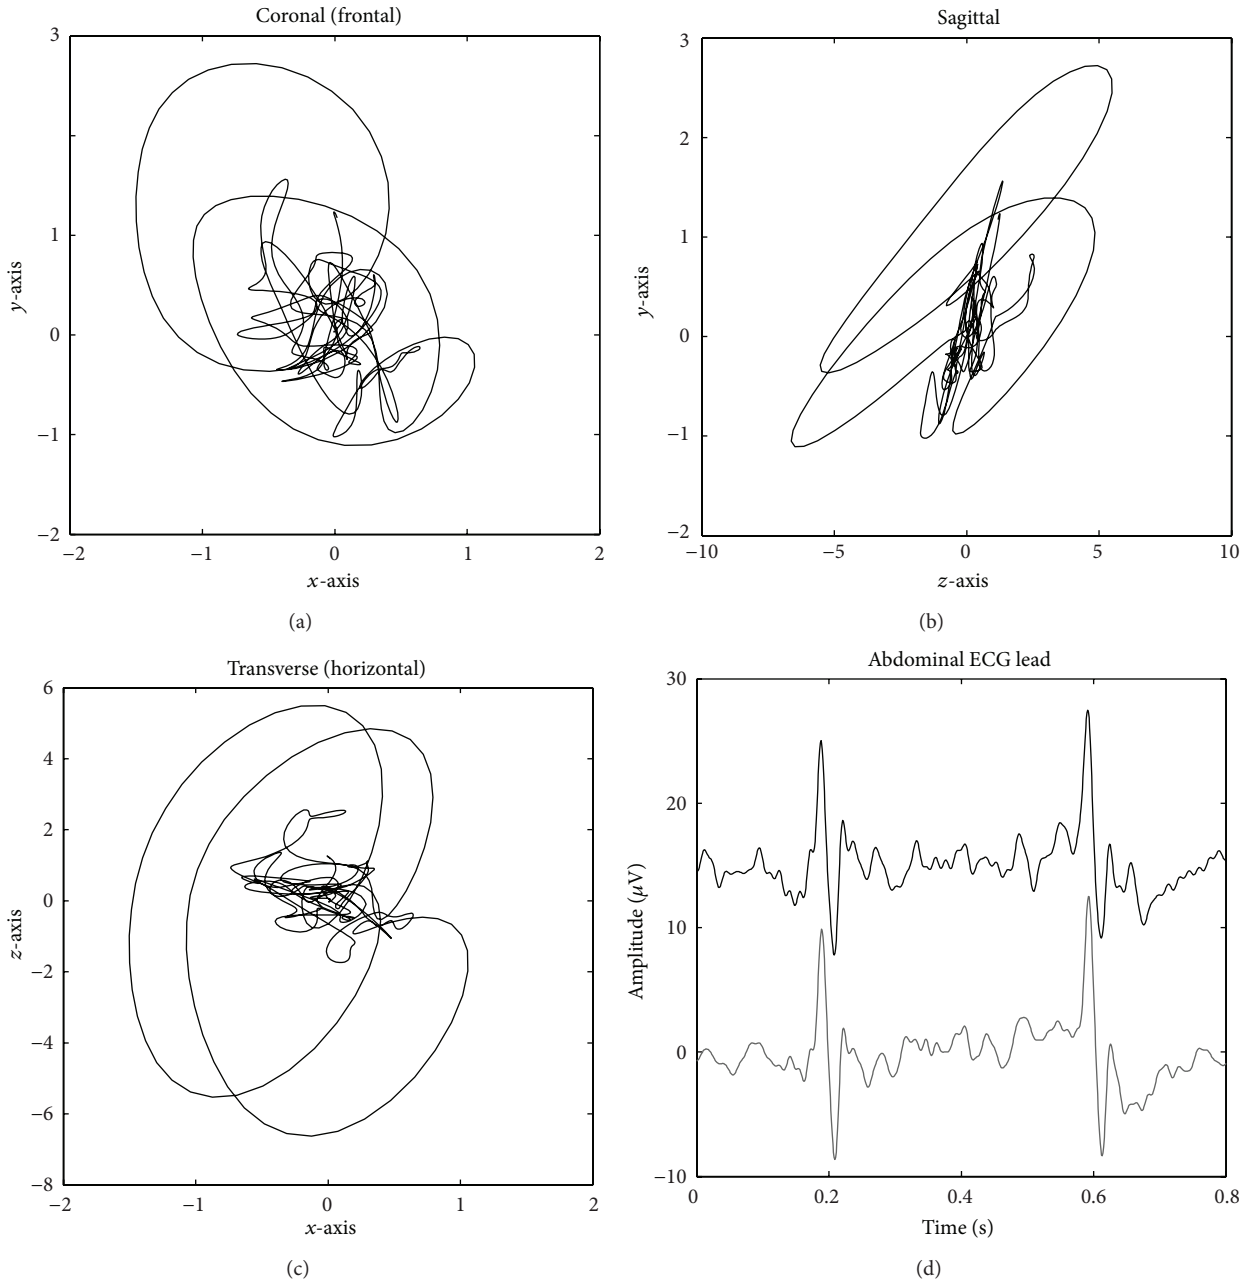 Coronal (frontal)
3
1
0
−1
−2
y-axis
−2
−1
0
1
2
x-axis
(a)
Sagittal
3
2
1
0
−1
−2
y-axis
−10
−5
0
5
10
z-axis
(b)
Transverse (horizontal)
6
4
2
0
−2
−4
−6
−8
z-axis
−2
−1
0
1
2
x-axis
(c)
Abdominal ECG lead
30
20
10
0
−10
Amplitude (μV)
0
0.2
0.4
0.6
0.8
Time (s)
(d)